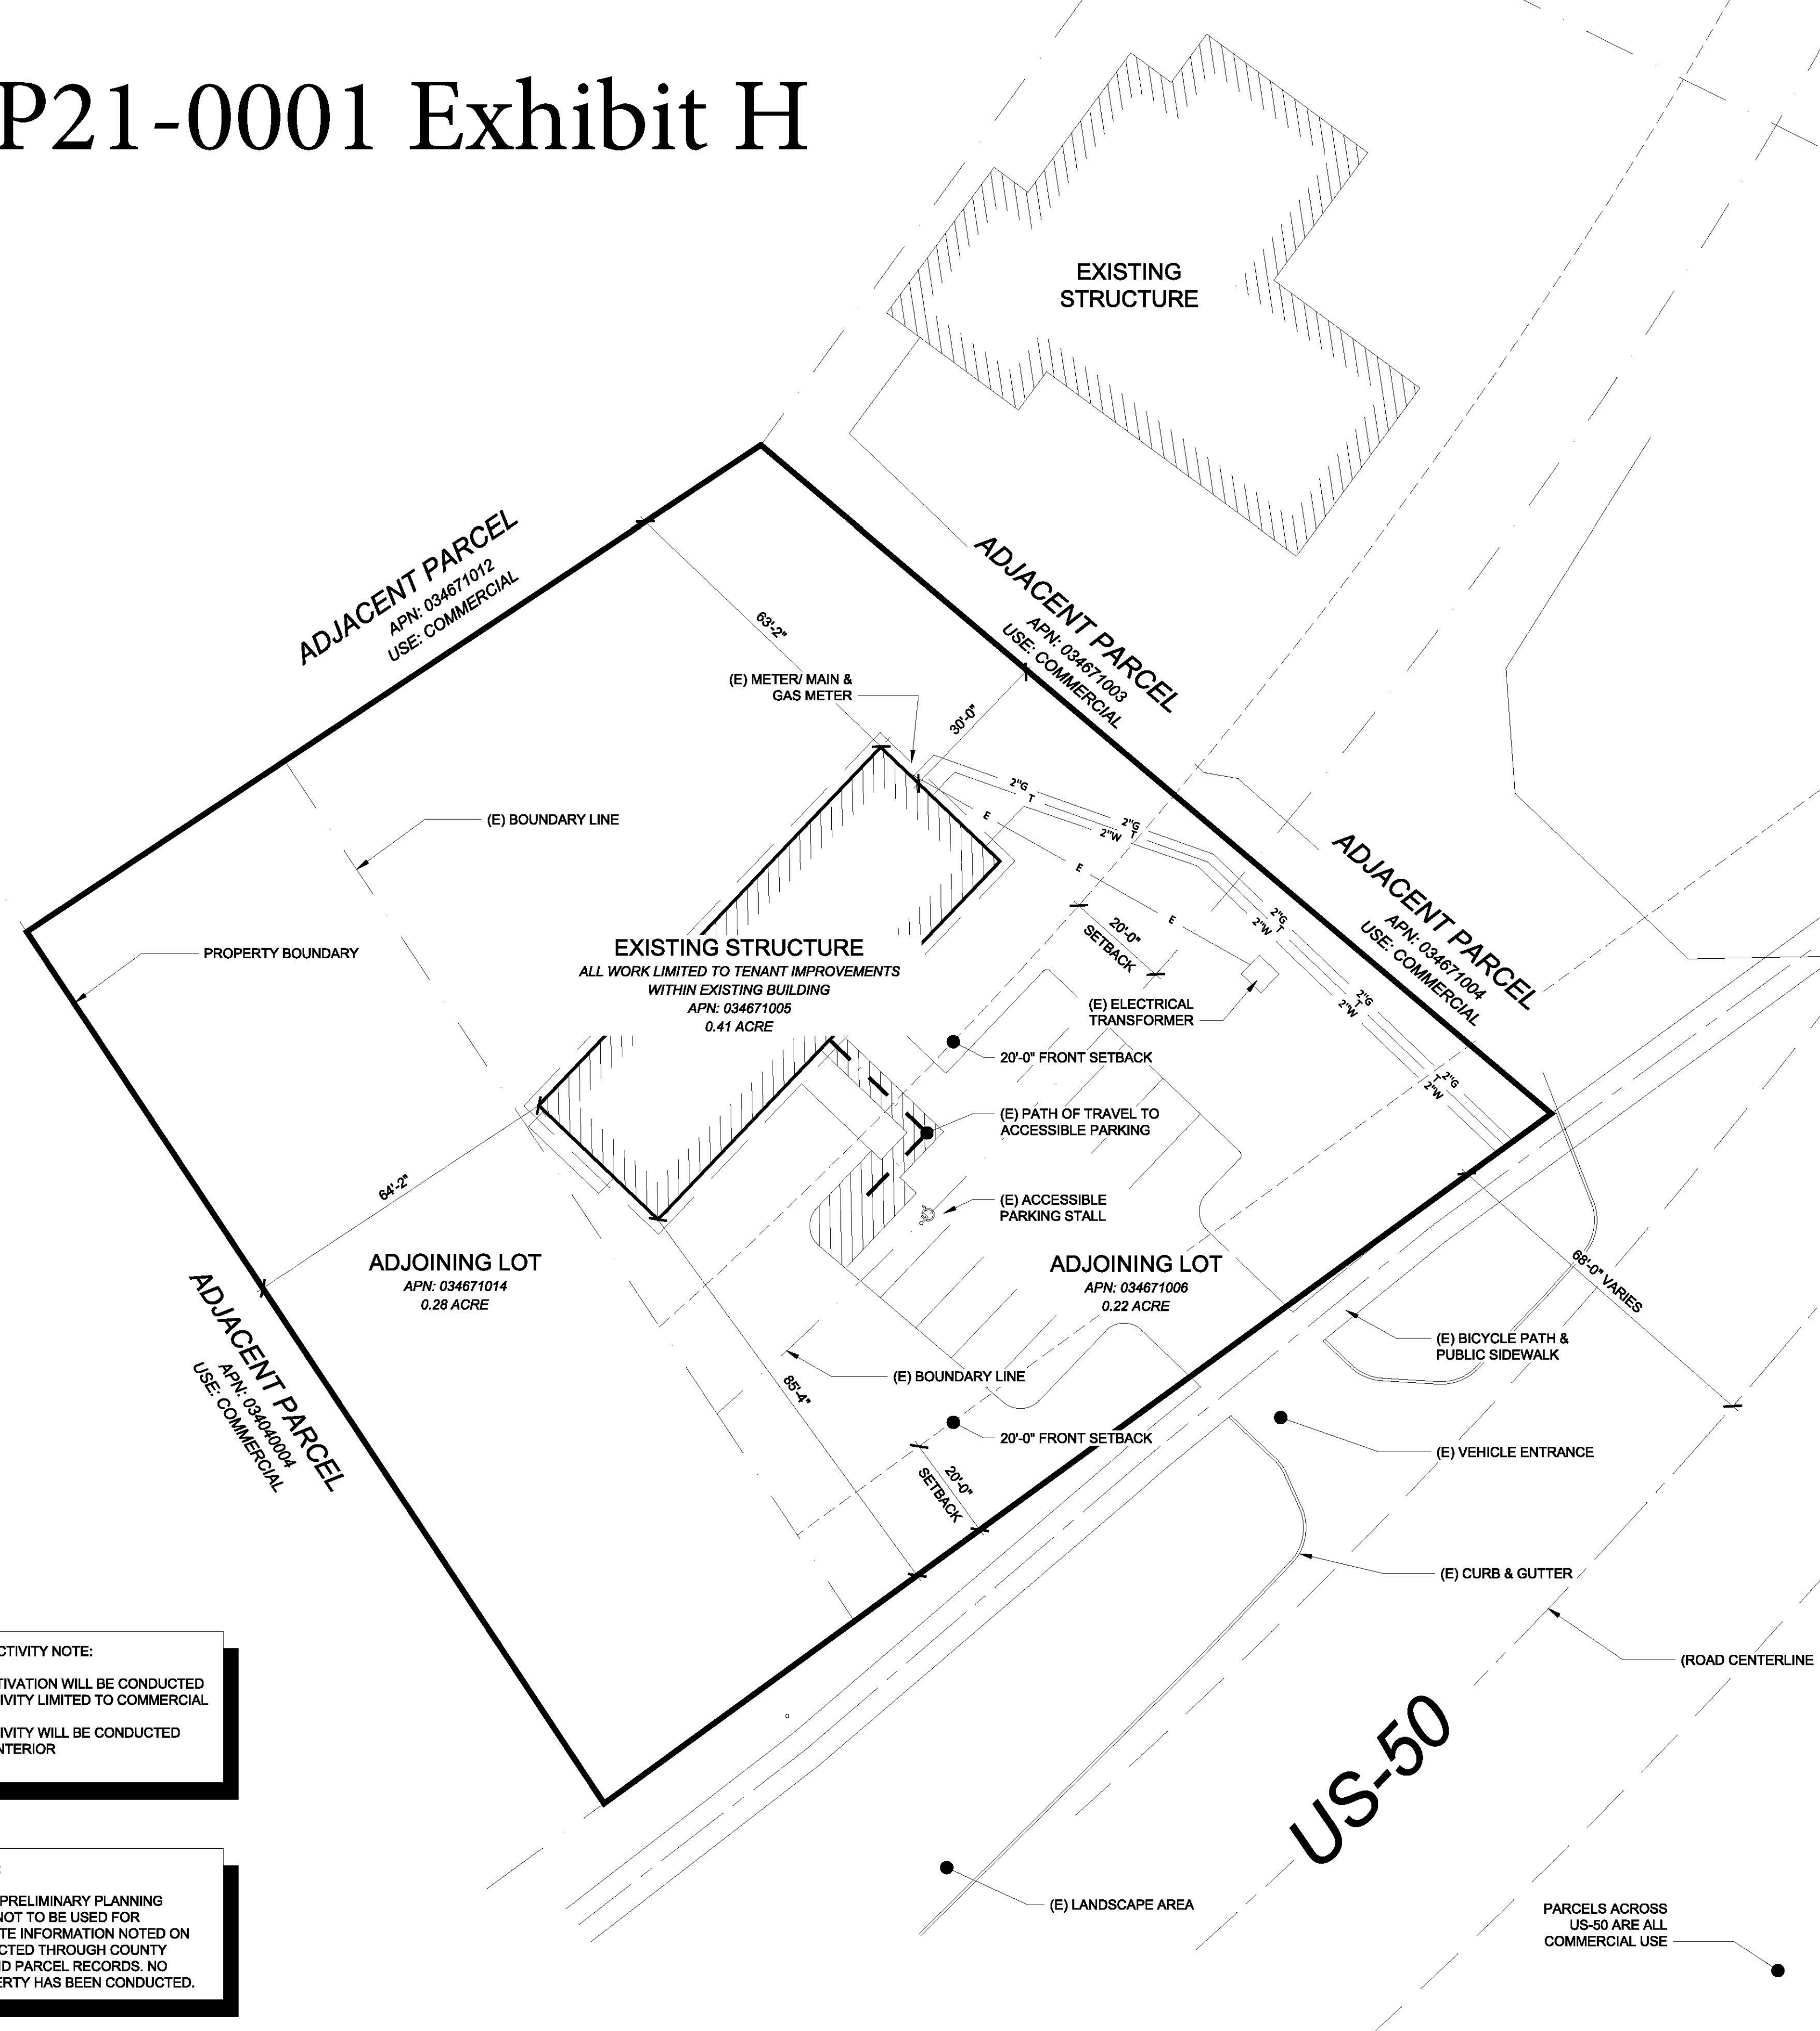 P21-0001 Exhibit H
EXISTING
STRUCTURE
ADJACENT PARCEL
APN: 034671012
USE: COMMERCIAL
ADJACENT PARCEL
APN: 034671003
USE: COMMERCIAL
63'-2"
(E) METER/ MAIN &
GAS METER
30'-0"
2"G
T
E
2"G
T
2"W
E
(E) BOUNDARY LINE
ADJACENT PARCEL
APN: 034671004
USE: COMMERCIAL
2"G
T
2"W
E
20'-0"
SETBACK
PROPERTY BOUNDARY
EXISTING STRUCTURE
ALL WORK LIMITED TO TENANT IMPROVEMENTS
WITHIN EXISTING BUILDING
APN: 034671005
0.41 ACRE
(E) ELECTRICAL
TRANSFORMER
2"G
T
2"W
20'-0" FRONT SETBACK
2"G
T
2"W
(E) PATH OF TRAVEL TO
ACCESSIBLE PARKING
64'-2"
(E) ACCESSIBLE
PARKING STALL
ADJOINING LOT
APN: 034671014
0.28 ACRE
ADJOINING LOT
APN: 034671006
0.22 ACRE
68'-0" VARIES
ADJACENT PARCEL
APN: 034040004
USE: COMMERCIAL
(E) BICYCLE PATH &
PUBLIC SIDEWALK
(E) BOUNDARY LINE
85'-4"
20'-0" FRONT SETBACK
(E) VEHICLE ENTRANCE
20'-0"
SETBACK
(E) CURB & GUTTER
(ROAD CENTERLINE
CTIVITY NOTE:
TIVATION WILL BE CONDUCTED
IVITY LIMITED TO COMMERCIAL
IVITY WILL BE CONDUCTED
NTERIOR
US-50
:
PRELIMINARY PLANNING
NOT TO BE USED FOR
TE INFORMATION NOTED ON
CTED THROUGH COUNTY
ID PARCEL RECORDS. NO
ERTY HAS BEEN CONDUCTED.
(E) LANDSCAPE AREA
PARCELS ACROSS
US-50 ARE ALL
COMMERCIAL USE